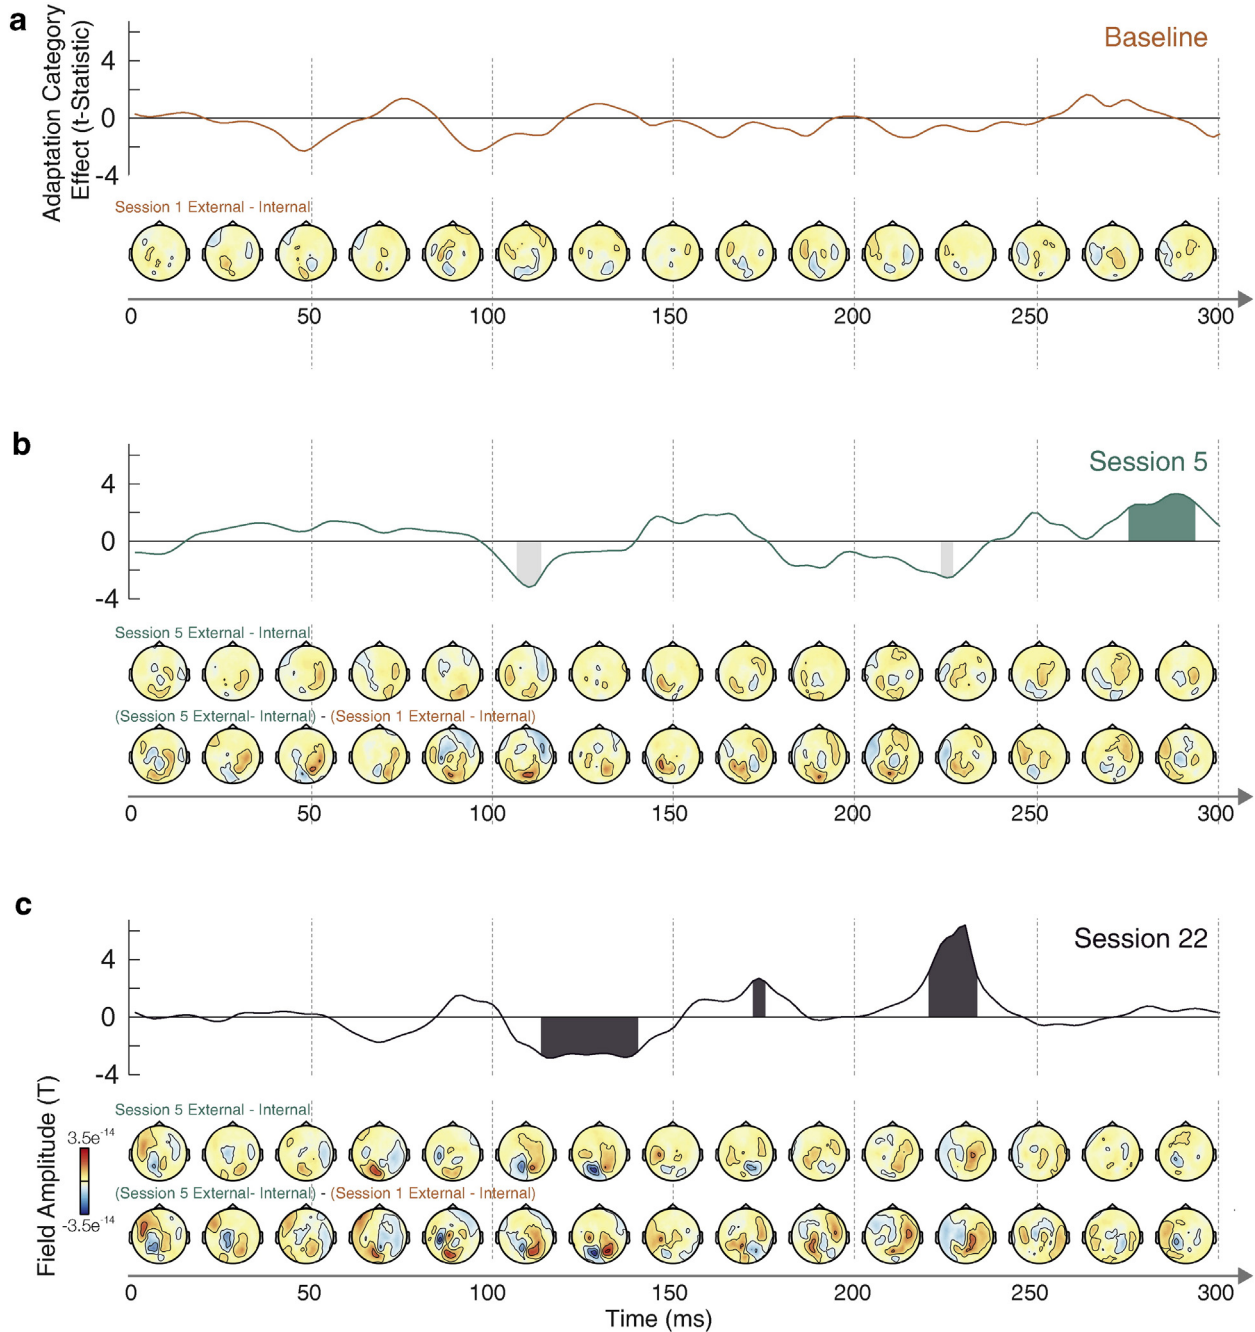 a
Adaptation Category
Effect (t-Statistic)
Baseline
4
0
-4
Session 1 External - Internal
0 50 100 150 200 250 300
b
Session 5
4
0
-4
Session 5 External - Internal
(Session 5 External- Internal) - (Session 1 External - Internal)
0 50 100 150 200 250 300
c
Session 22
4
0
-4
Field Amplitude (T)
Session 5 External - Internal
3.5e-14
(Session 5 External- Internal) - (Session 1 External - Internal)
-3.5e-14
0 50 100 150 200 250 300
Time (ms)